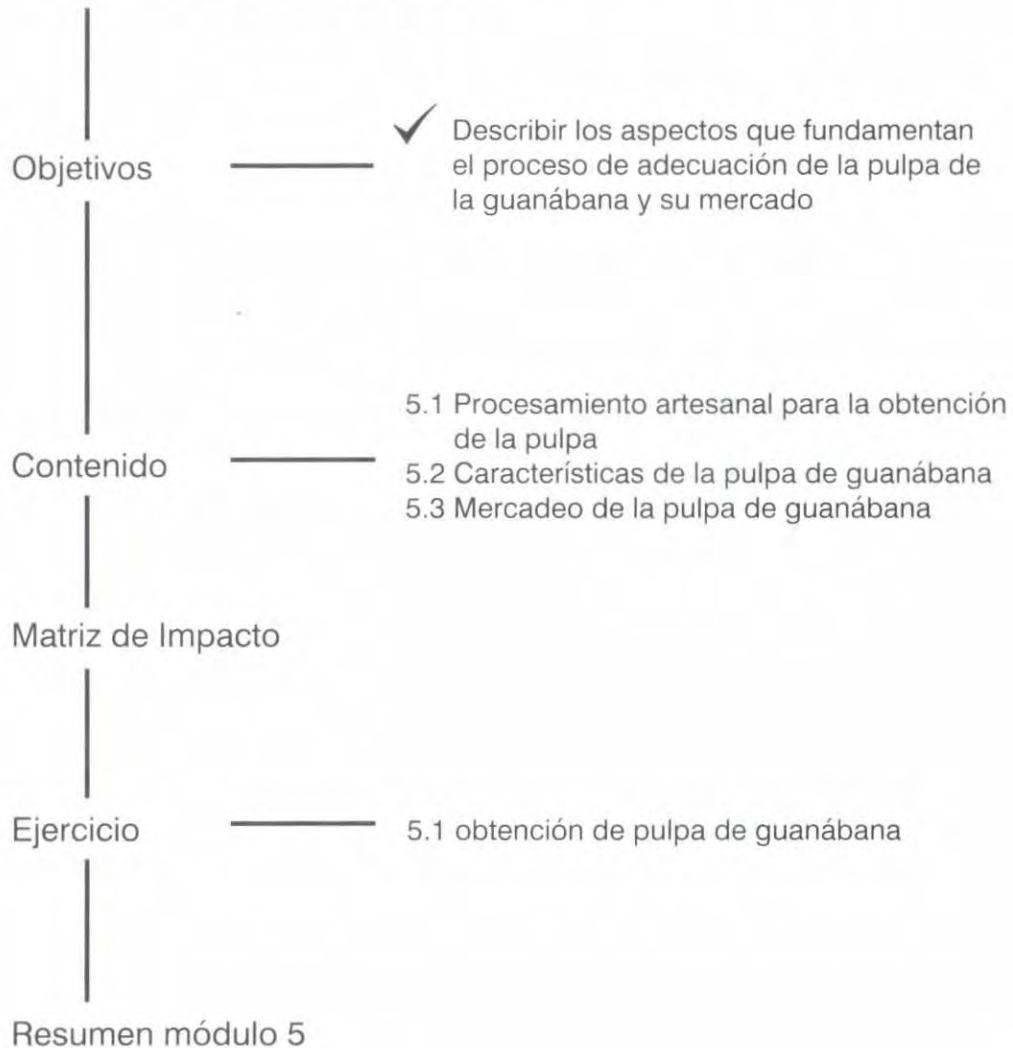 Objetivos
✓ Describir los aspectos que fundamentan
el proceso de adecuación de la pulpa de
la guanábana y su mercado
Contenido
5.1 Procesamiento artesanal para la obtención
de la pulpa
5.2 Características de la pulpa de guanábana
5.3 Mercadeo de la pulpa de guanábana
Matriz de Impacto
Ejercicio
5.1 obtención de pulpa de guanábana
Resumen módulo 5